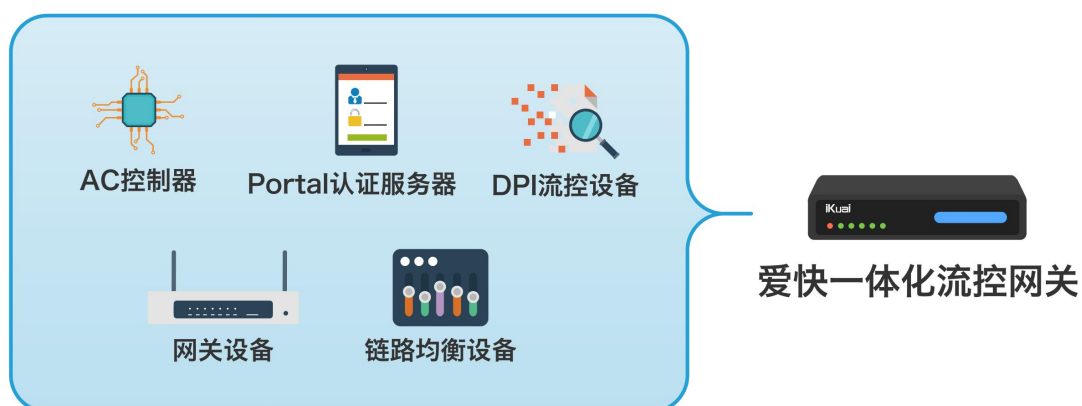 AC控制器
Portal认证服务器
DPI流控设备
iKuai
爱快一体化流控网关
网关设备
链路均衡设备